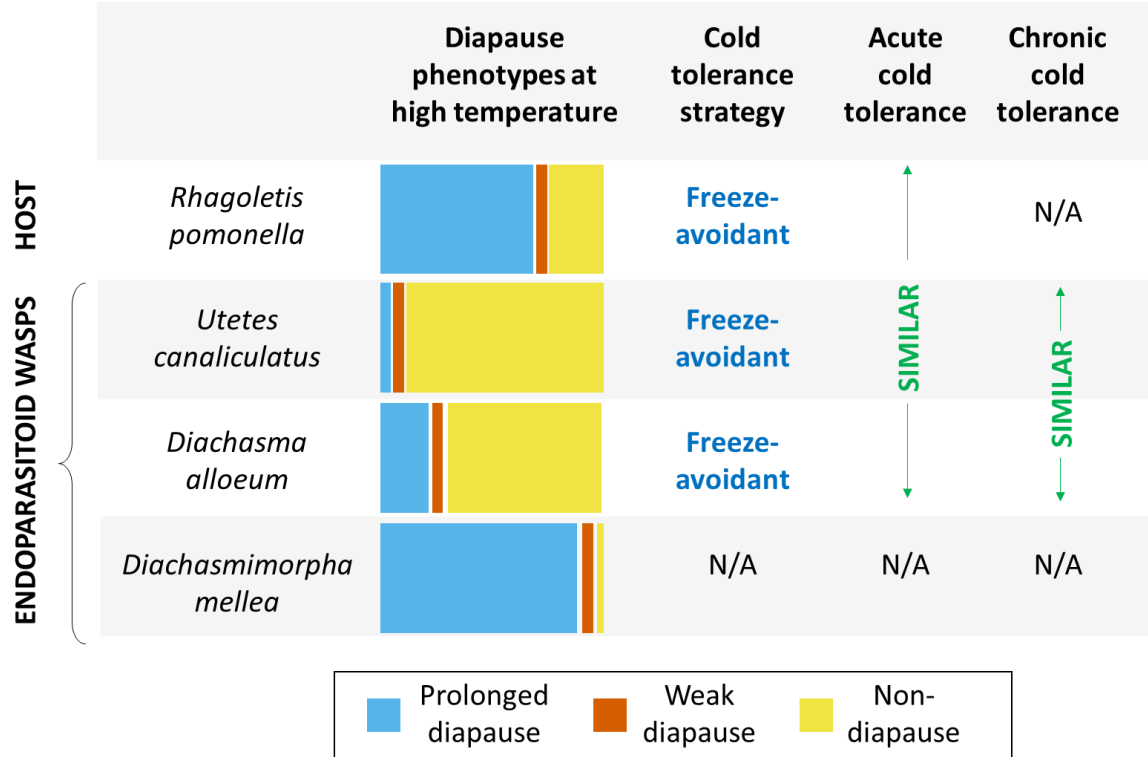 Diapause
phenotypes at
high temperature
Cold
tolerance
strategy
Acute
cold
tolerance
Chronic
cold
tolerance
HOST
Rhagoletis
pomonella
Freeze-
avoidant
N/A
ENDOPARASITOID WASPS
Utetes
canaliculatus
Freeze-
avoidant
SIMILAR
SIMILAR
Diachasma
alloeum
Freeze-
avoidant
Diachasmimorpha
mellea
N/A
N/A
N/A
Prolonged
diapause
Weak
diapause
Non-
diapause